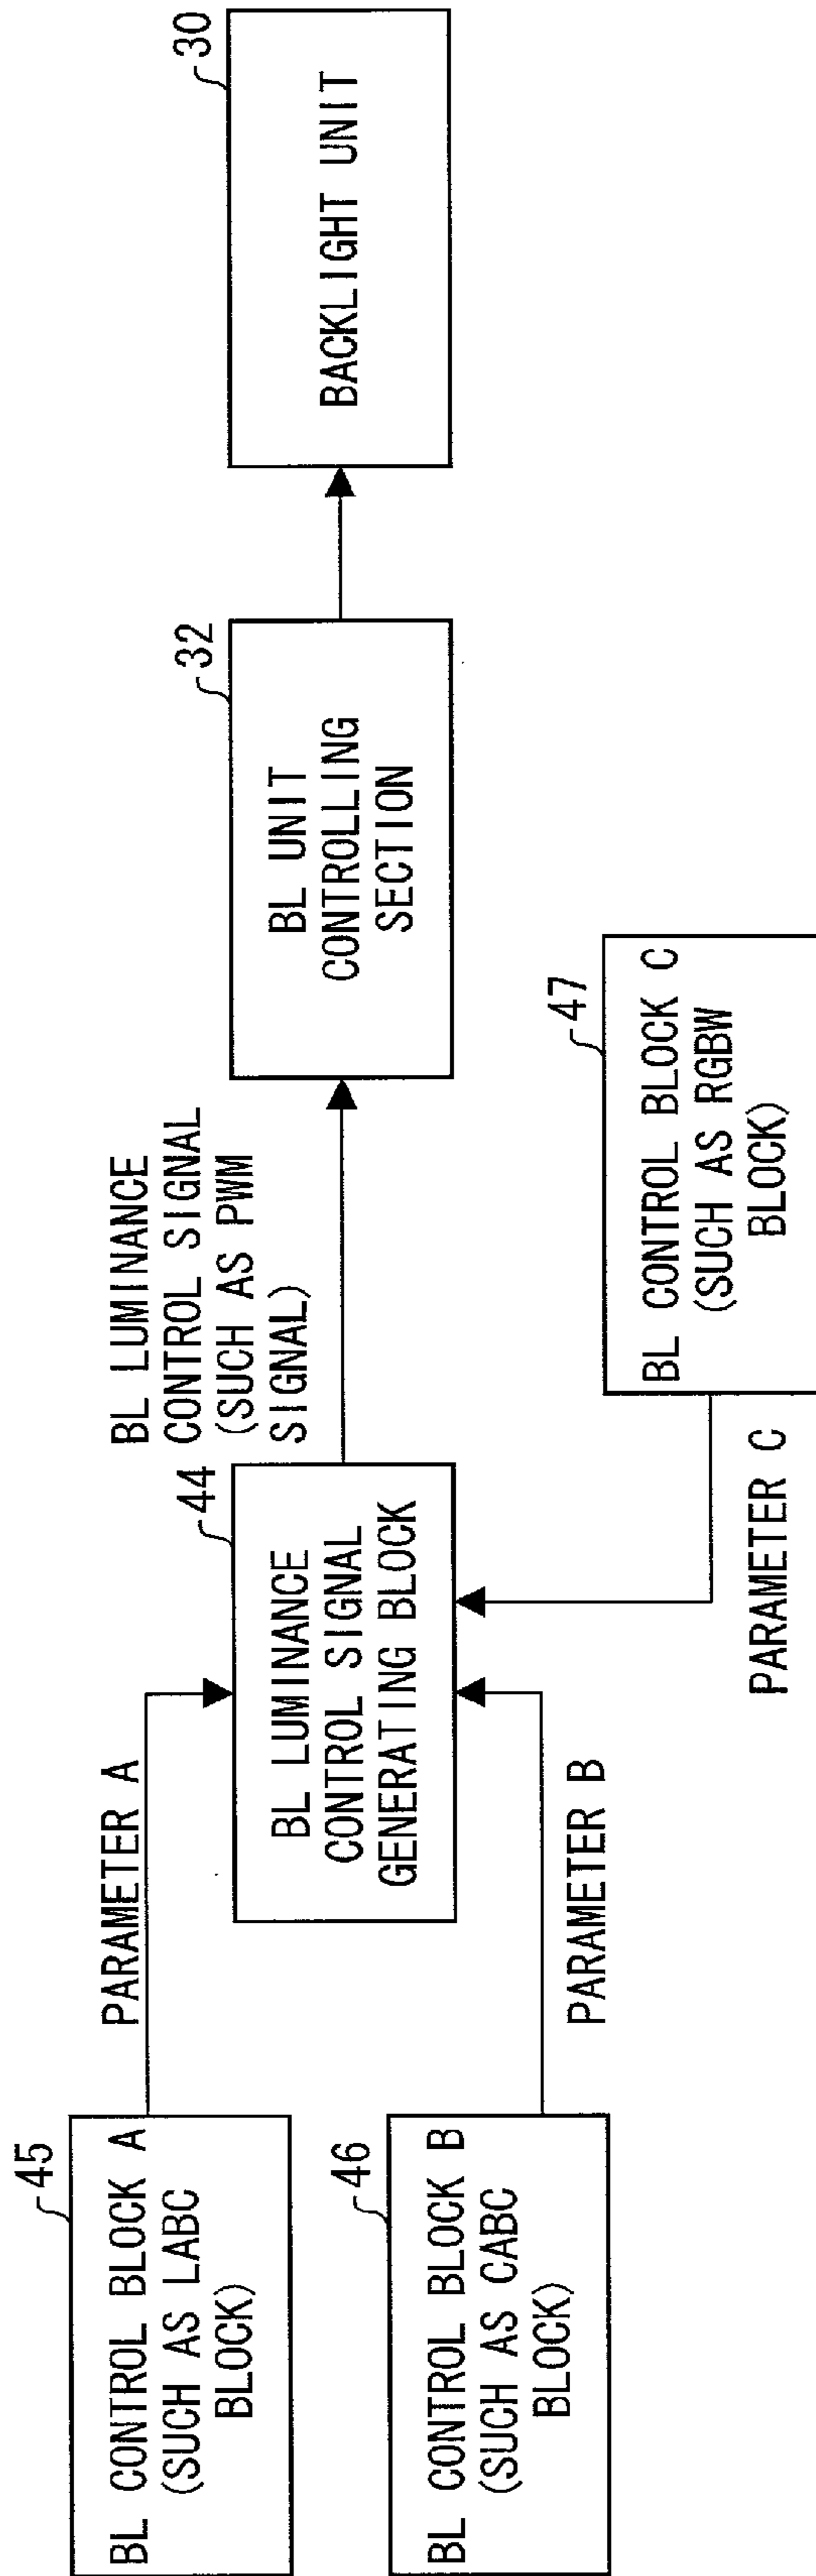 45
BL CONTROL BLOCK A
(SUCH AS LABC
BLOCK)
PARAMETER A
46
BL CONTROL BLOCK B
(SUCH AS CABC
BLOCK)
PARAMETER B
44
BL LUMINANCE
CONTROL SIGNAL
GENERATING BLOCK
BL LUMINANCE
CONTROL SIGNAL
(SUCH AS PWM
SIGNAL)
47
BL CONTROL BLOCK C
(SUCH AS RGBW
BLOCK)
PARAMETER C
32
BL UNIT
CONTROLLING
SECTION
30
BACKLIGHT UNIT